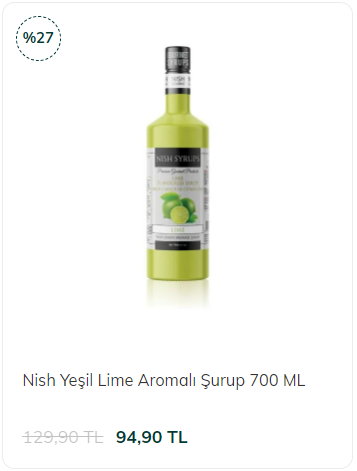 %27
NISH SYRUPS
LIME
Nish Yeşil Lime Aromalı Şurup 700 ML
129,90 TL 94,90 TL